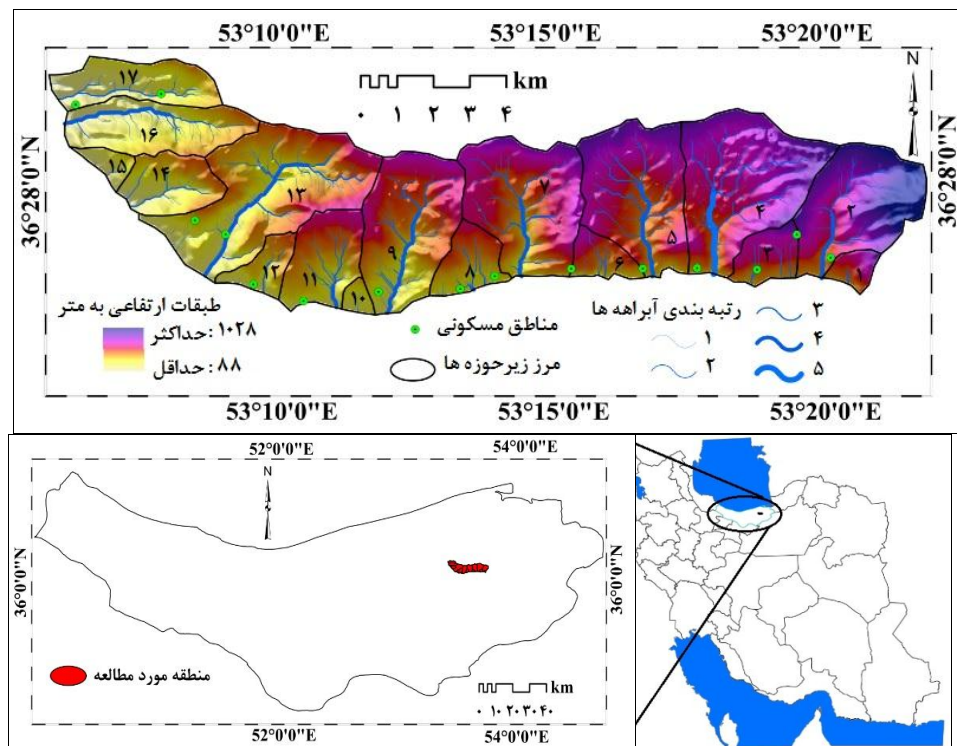 53°10'0"E 53°15'0"E 53°20'0"E
N
36°28'0"N
36°28'0"N
km
۰ ۱ ۲ ۳ ۴
۱۷
۱۶
۱۵
۱۴
۱۳
۱۲
۱۱
۱۰
۹
۸
۷
۶
۵
۴
۳
۲
۱
طبقات ارتفاعی به متر
حداکثر :۱۰۲۸
حداقل :۸۸
مناطق مسکونی
مرز زیرحوزه ها
رتبه بندی آبراهه ها
۱
۲
۳
۴
۵
53°10'0"E 53°15'0"E 53°20'0"E
52°0'0"E 54°0'0"E
N
36°0'0"N
36°0'0"N
منطقه مورد مطالعه
km
۰ ۱۰ ۲۰ ۳۰ ۴۰
52°0'0"E 54°0'0"E